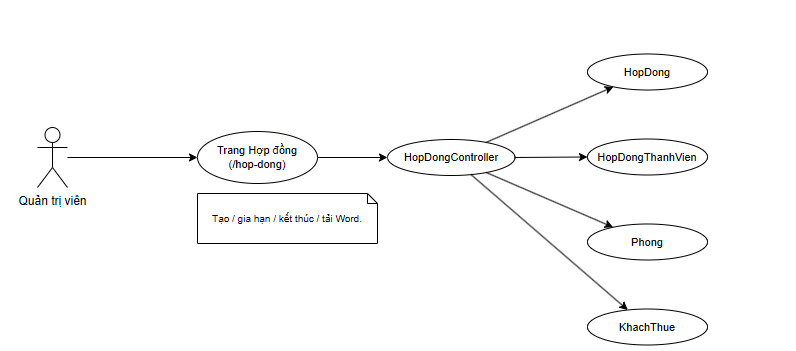 Quản trị viên
Trang Hợp đồng
(/hop-dong)
Tạo / gia hạn / kết thúc / tải Word.
HopDongController
HopDong
HopDongThanhVien
Phong
KhachThue